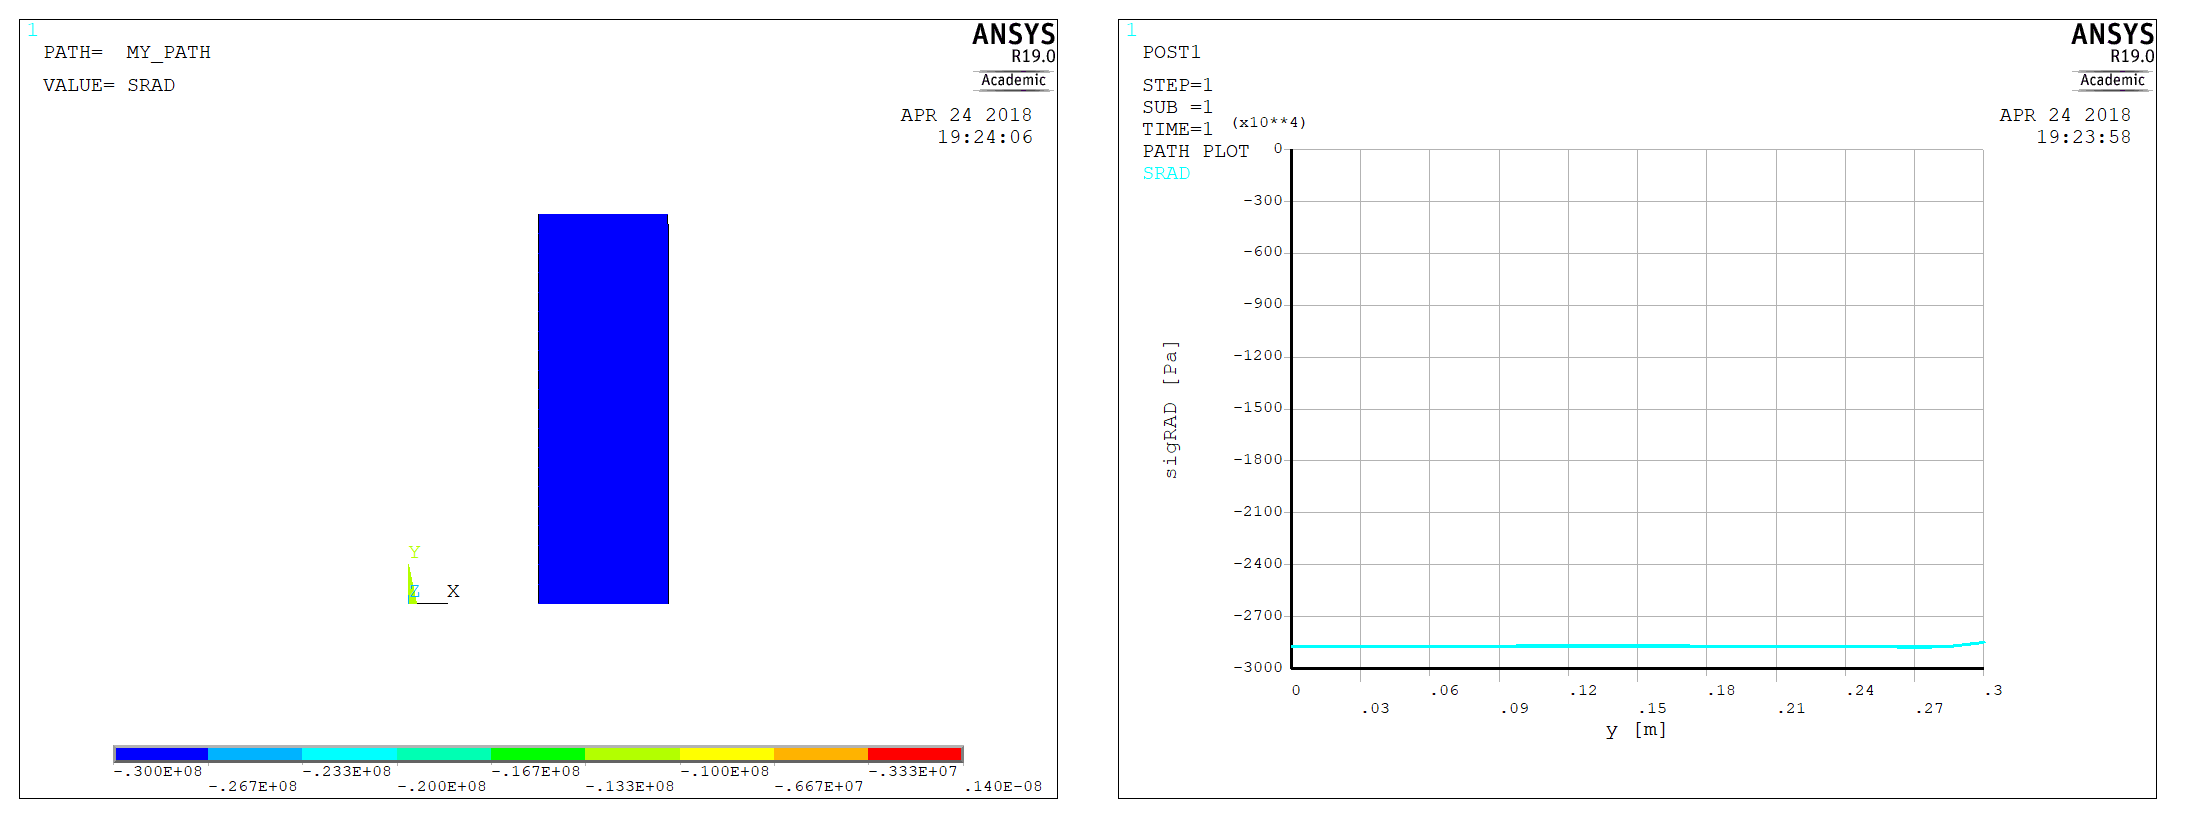 1
ANSYS
R19.0
Academic
PATH=  MY_PATH
VALUE= SRAD
APR 24 2018
19:24:06
Y
Z
X
-.300E+08
-.267E+08
-.233E+08
-.200E+08
-.167E+08
-.133E+08
-.100E+08
-.667E+07
-.333E+07
.140E-08
1
ANSYS
R19.0
Academic
POST1
STEP=1
SUB =1
TIME=1
PATH PLOT
SRAD
APR 24 2018
19:23:58
(x10**4)
0
-300
-600
-900
-1200
-1500
-1800
-2100
-2400
-2700
-3000
sigRAD [Pa]
0
.03
.06
.09
.12
.15
.18
.21
.24
.27
.3
y [m]